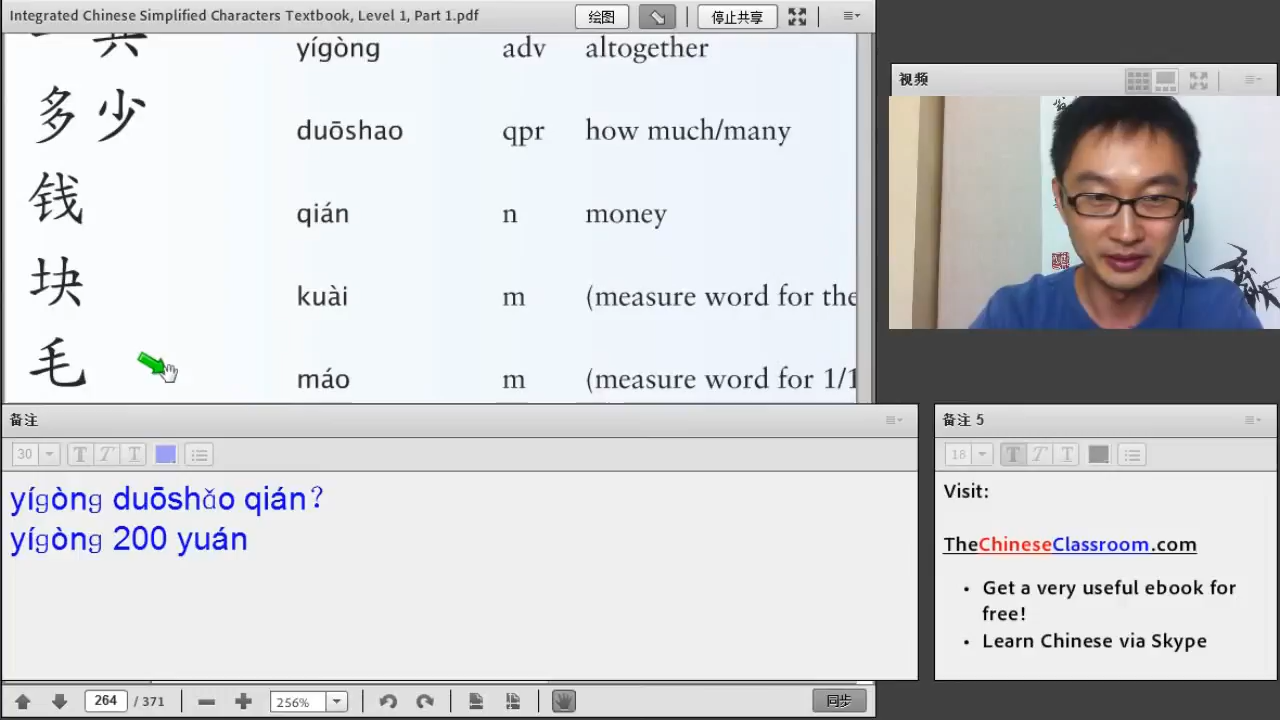 Integrated Chinese Simplified Characters Textbook, Level 1, Part 1.pdf
绘图
停止共享
yígòng adv altogether
多少 duōshao qpr how much/many
钱 qián n money
块 kuài m (measure word for the
毛 máo m (measure word for 1/1
视频
备注
30 T T T
yígòng duōshǎo qián?
yígòng 200 yuán
备注 5
18 T T T
Visit:
TheChineseClassroom.com
• Get a very useful ebook for
free!
• Learn Chinese via Skype
264 / 371
256%
同步